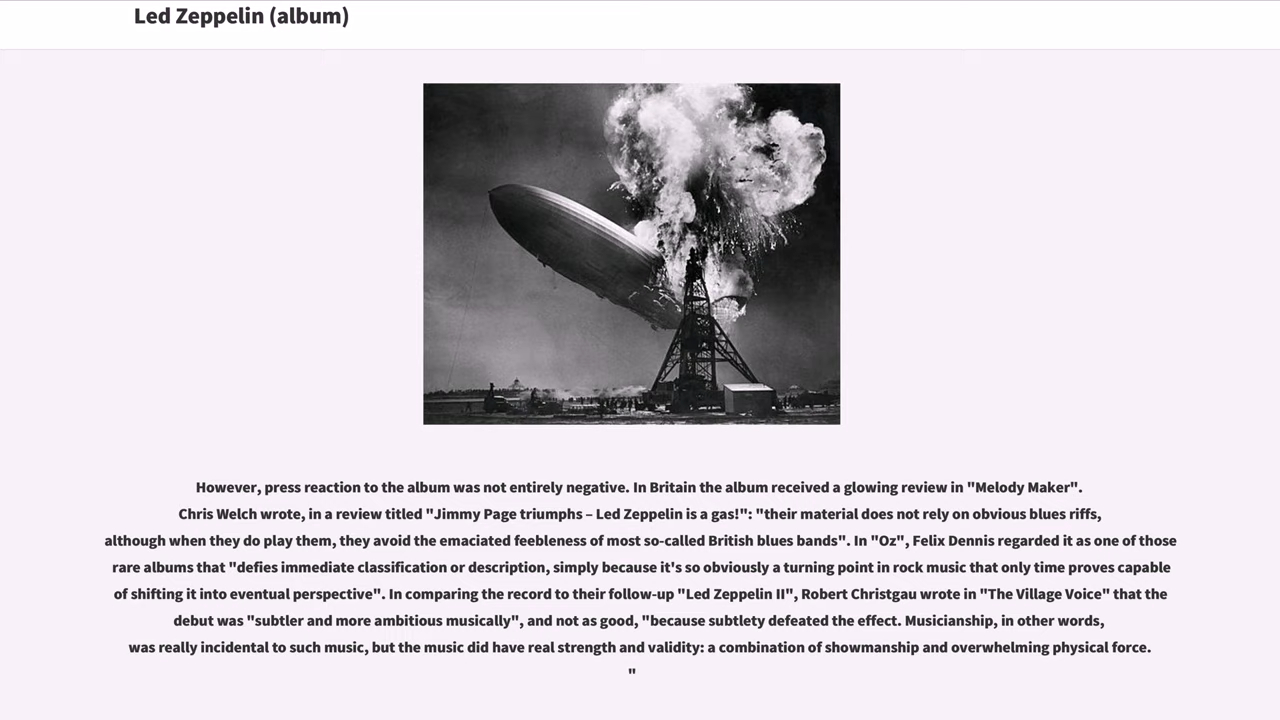 Led Zeppelin (album)
However, press reaction to the album was not entirely negative. In Britain the album received a glowing review in "Melody Maker".
Chris Welch wrote, in a review titled "Jimmy Page triumphs – Led Zeppelin is a gas!": "their material does not rely on obvious blues riffs,
although when they do play them, they avoid the emaciated feebleness of most so-called British blues bands". In "Oz", Felix Dennis regarded it as one of those
rare albums that "defies immediate classification or description, simply because it's so obviously a turning point in rock music that only time proves capable
of shifting it into eventual perspective". In comparing the record to their follow-up "Led Zeppelin II", Robert Christgau wrote in "The Village Voice" that the
debut was "subtler and more ambitious musically", and not as good, "because subtlety defeated the effect. Musicianship, in other words,
was really incidental to such music, but the music did have real strength and validity: a combination of showmanship and overwhelming physical force.
"